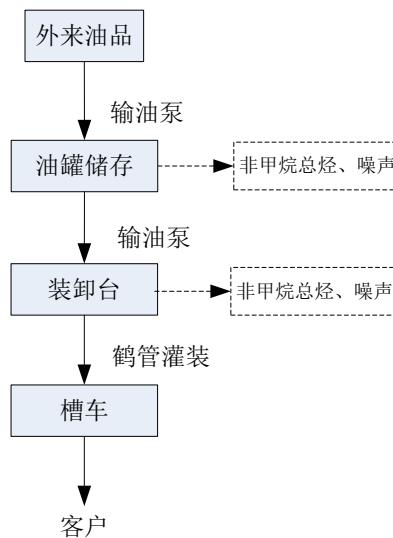 外来油品
输油泵
油罐储存
非甲烷总烃、噪声
输油泵
装卸台
非甲烷总烃、噪声
鹤管灌装
槽车
客户